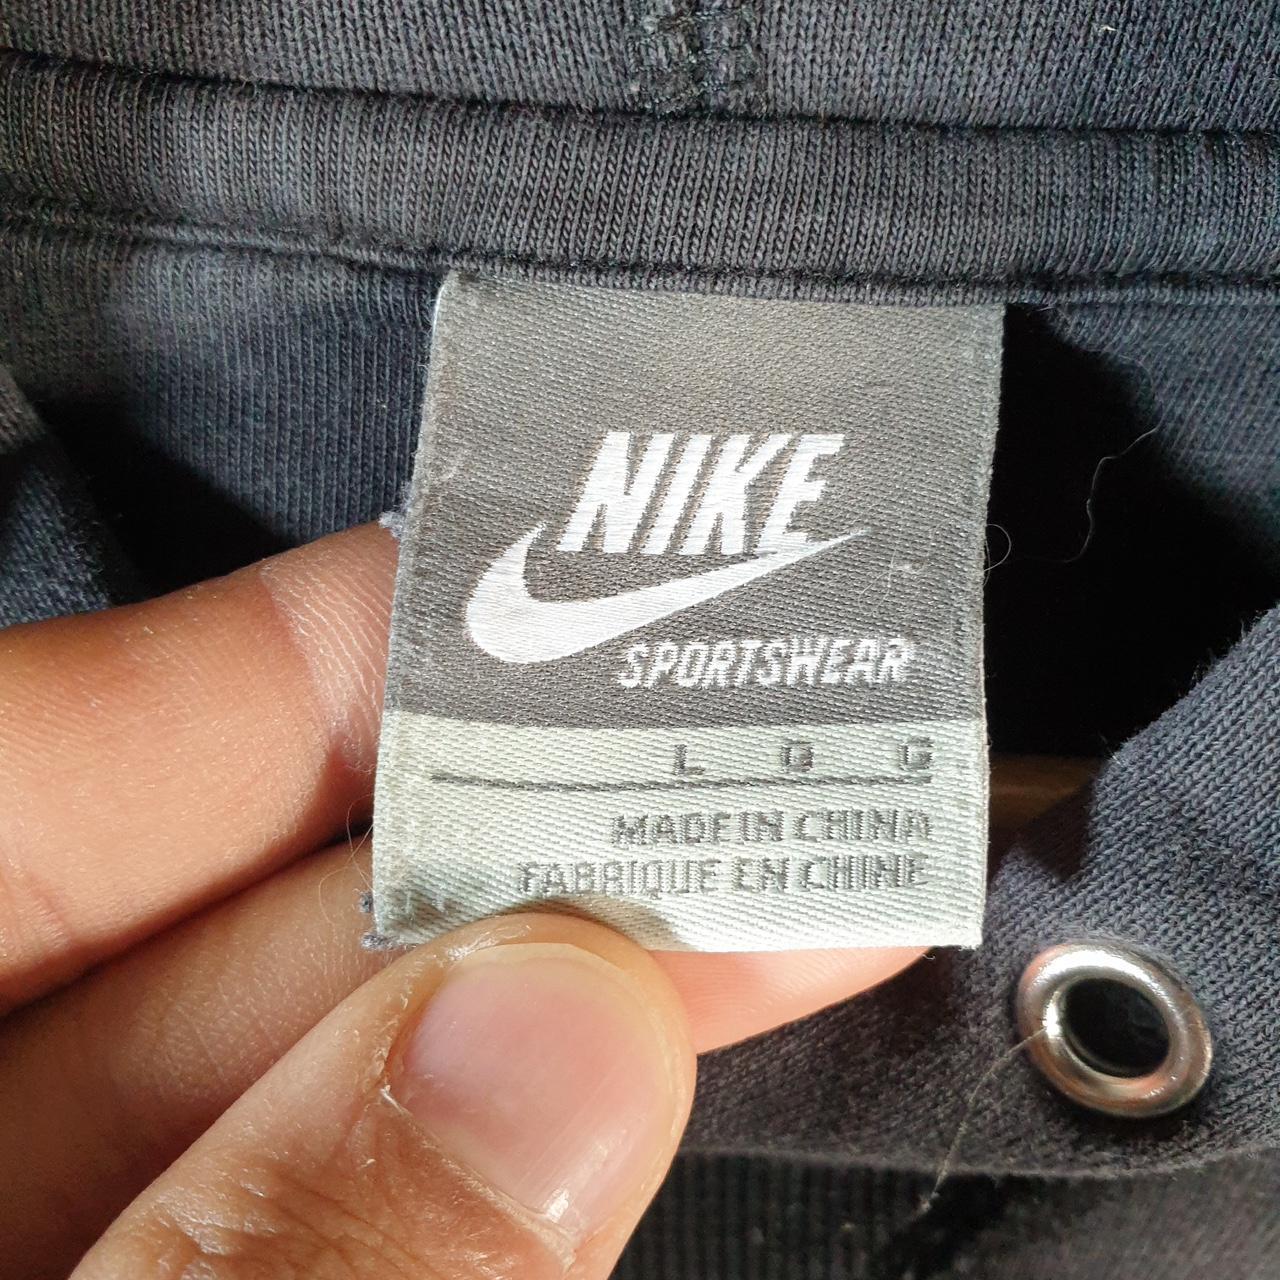 NIKE
SPORTSWEAR
L D G
MADE IN CHINA
FABRIQUE EN CHINE